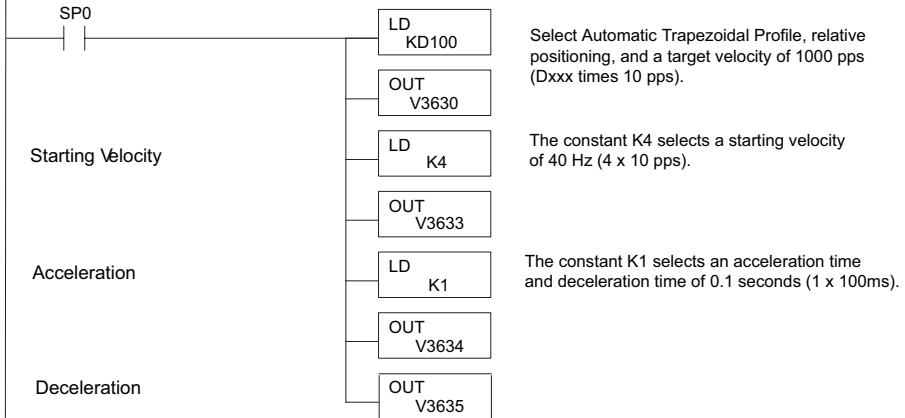 SP0
LD
KD100
Select Automatic Trapezoidal Profile, relative
positioning, and a target velocity of 1000 pps
(Dxxx times 10 pps).
OUT
V3630
Starting Velocity
LD
K4
The constant K4 selects a starting velocity
of 40 Hz (4 x 10 pps).
OUT
V3633
Acceleration
LD
K1
The constant K1 selects an acceleration time
and deceleration time of 0.1 seconds (1 x 100ms).
OUT
V3634
Deceleration
OUT
V3635